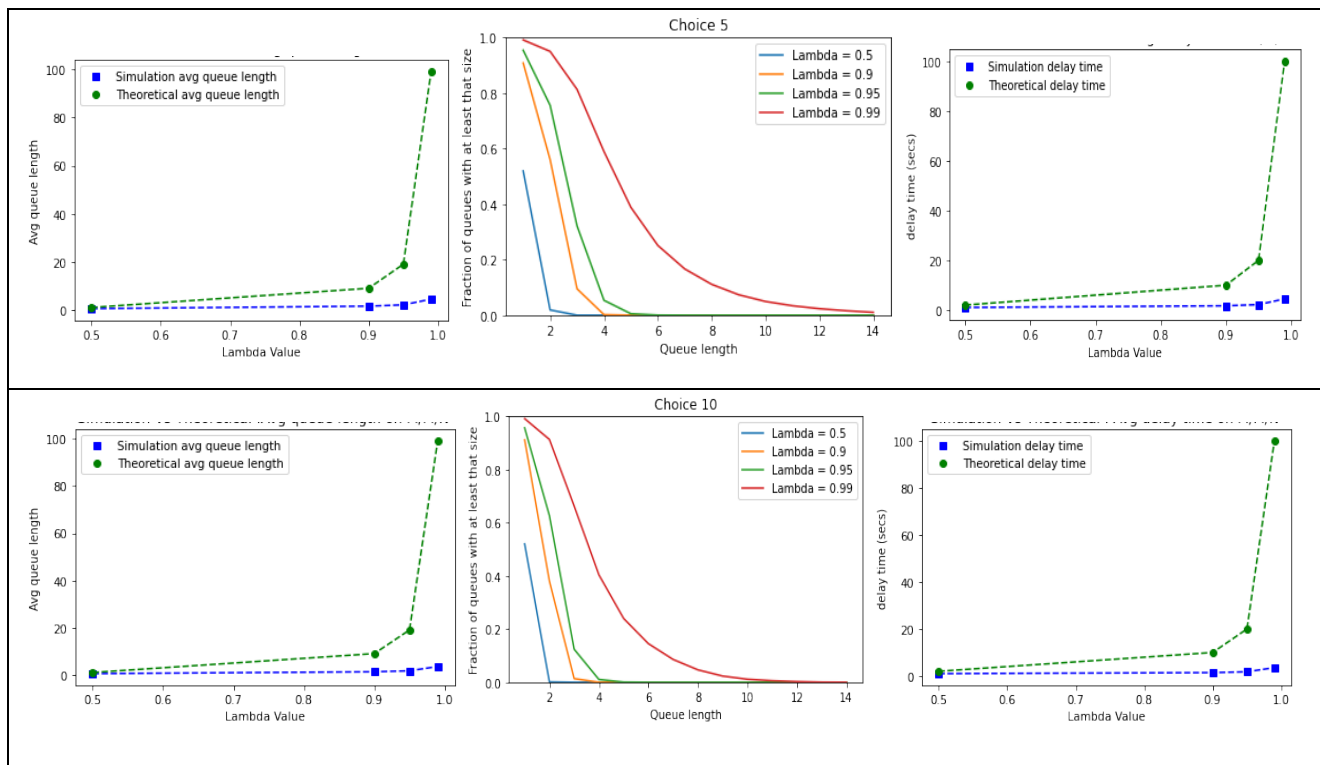 Simulation avg queue length
Theoretical avg queue length
100
80
60
40
20
0
Avg queue length
0.5
0.6
0.7
0.8
0.9
1.0
Lambda Value
Choice 5
Lambda = 0.5
Lambda = 0.9
Lambda = 0.95
Lambda = 0.99
1.0
0.8
0.6
0.4
0.2
0.0
Fraction of queues with at least that size
2
4
6
8
10
12
14
Queue length
Simulation delay time
Theoretical delay time
100
80
60
40
20
0
delay time (secs)
0.5
0.6
0.7
0.8
0.9
1.0
Lambda Value
Simulation avg queue length
Theoretical avg queue length
100
80
60
40
20
0
Avg queue length
0.5
0.6
0.7
0.8
0.9
1.0
Lambda Value
Choice 10
Lambda = 0.5
Lambda = 0.9
Lambda = 0.95
Lambda = 0.99
1.0
0.8
0.6
0.4
0.2
0.0
Fraction of queues with at least that size
2
4
6
8
10
12
14
Queue length
Simulation delay time
Theoretical delay time
100
80
60
40
20
0
delay time (secs)
0.5
0.6
0.7
0.8
0.9
1.0
Lambda Value